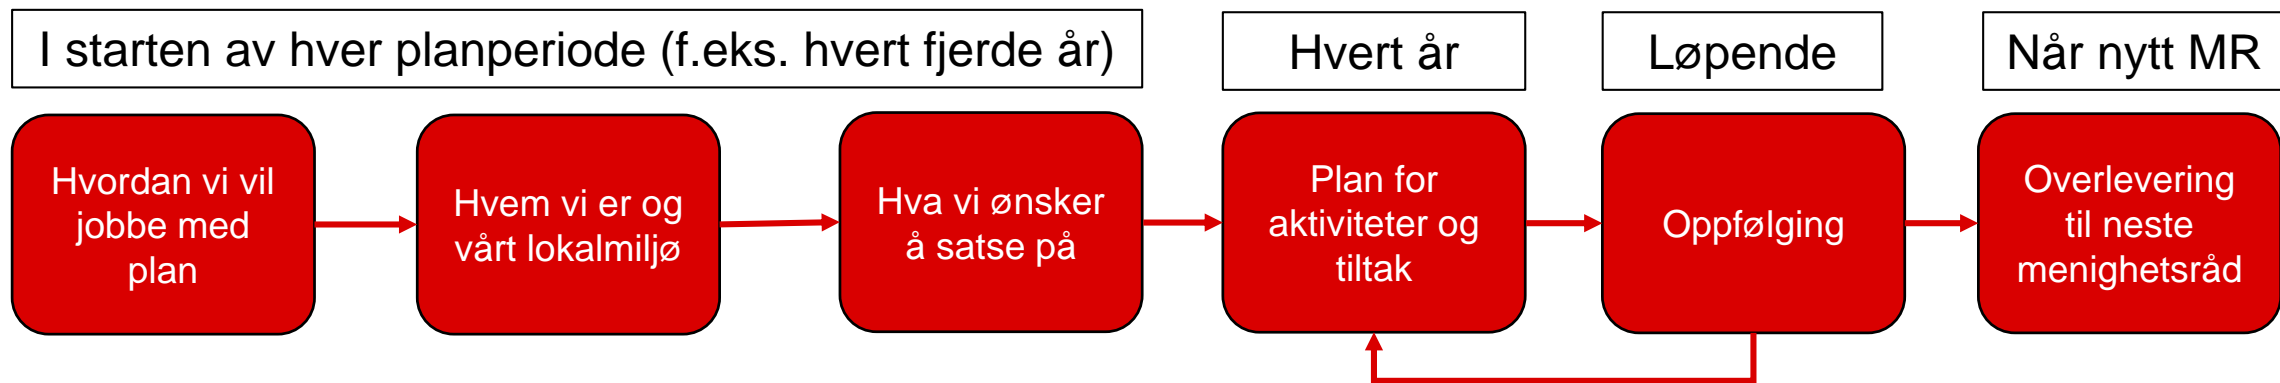 I starten av hver planperiode (f.eks. hvert fjerde år)
Hvert år
Løpende
Når nytt MR
Hvordan vi vil
jobbe med
plan
Hvem vi er og
vårt lokalmiljø
Hva vi ønsker
å satse på
Plan for
aktiviteter og
tiltak
Oppfølging
Overlevering
til neste
menighetsråd